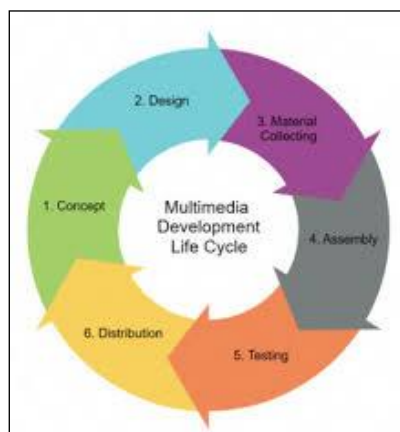 Multimedia
Development
Life Cycle
1. Concept
2. Design
3. Material
Collecting
4. Assembly
5. Testing
6. Distribution